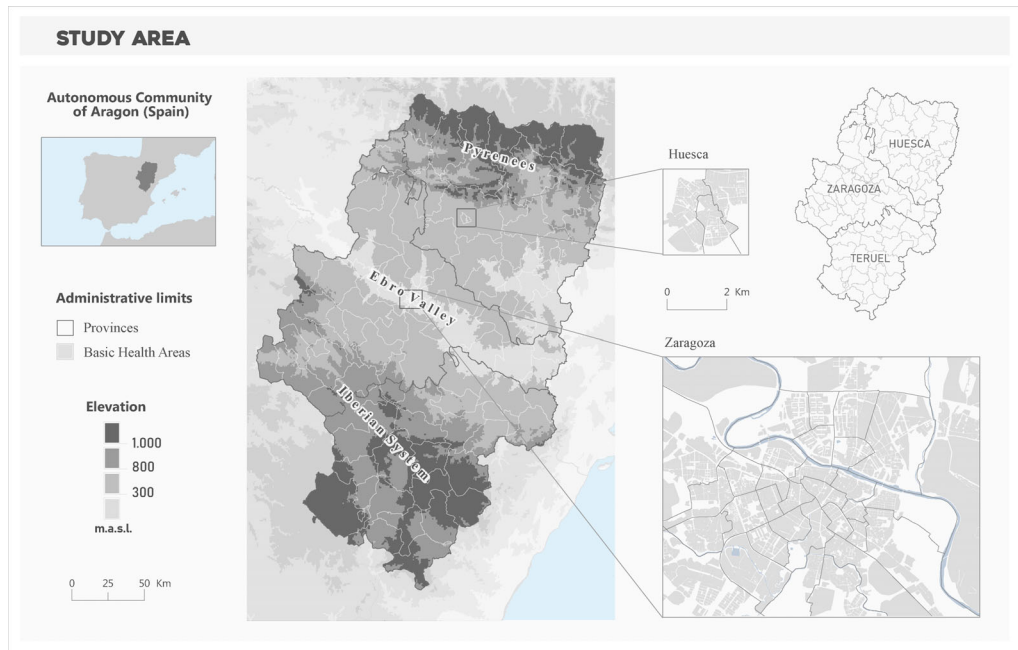 STUDY AREA
Autonomous Community
of Aragon (Spain)
Administrative limits
Provinces
Basic Health Areas
Elevation
1.000
800
300
m.a.s.l.
0 25 50 Km
Pyrenees
Ebro Valley
Iberian System
Huesca
0 2 Km
Zaragoza
HUESCA
ZARAGOZA
TERUEL